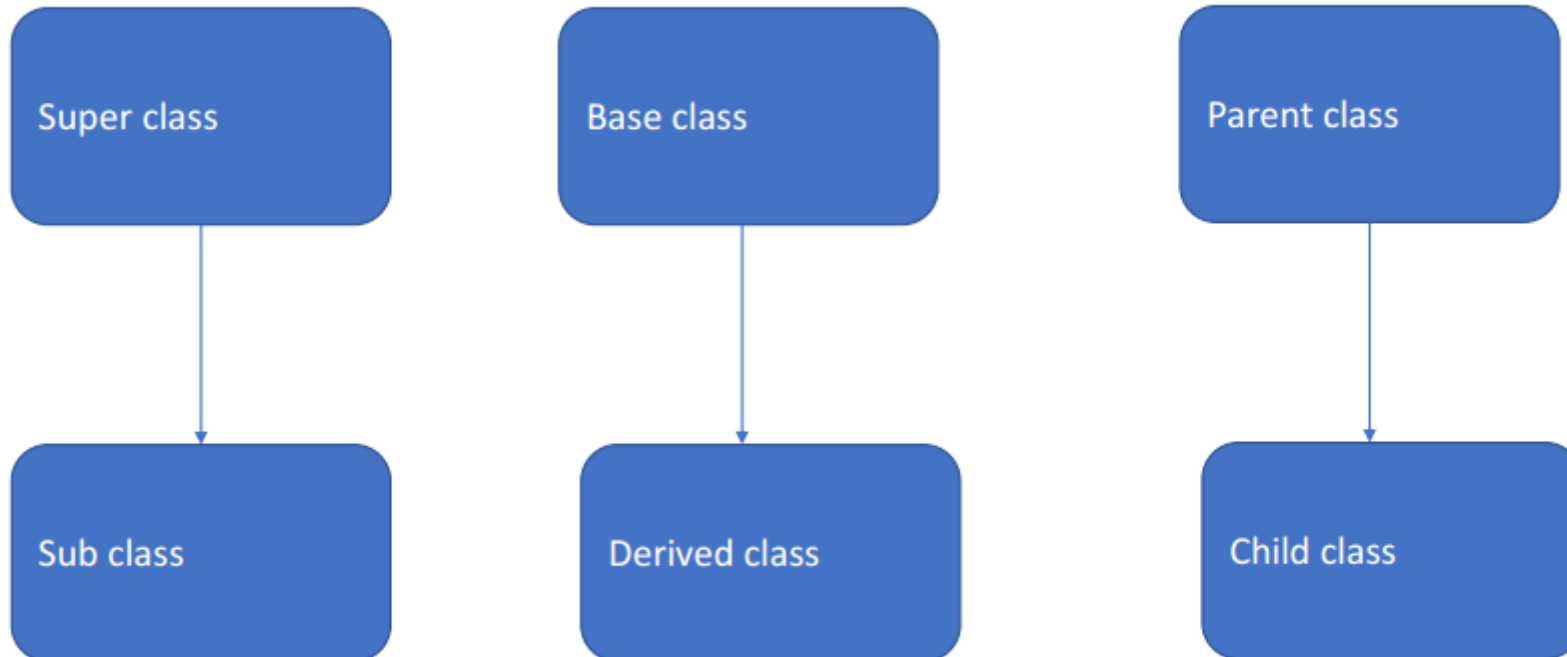 Super class
Base class
Parent class
Sub class
Derived class
Child class